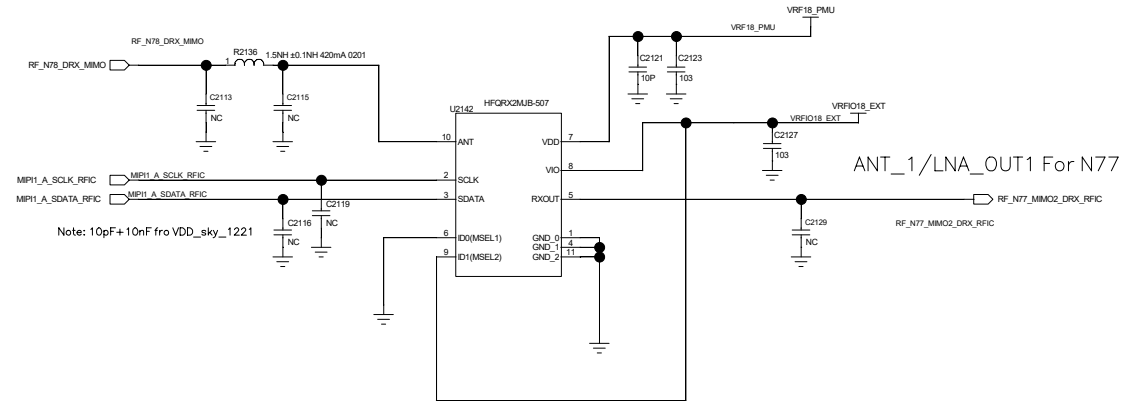 VRF18_PMU
VRF18_PMU
RF_N78_DRX_MIMO
R2136
1.5NH ±0.1NH 420mA 0201
RF_N78_DRX_MIMO
1
C2121
10P
C2123
103
C2113
NC
C2115
NC
HFQRX2MJB-507
U2142
VRFIO18_EXT
VRFIO18_EXT
10 ANT
VDD 7
C2127
103
VIO 8
ANT_1/LNA_OUT1 For N77
MIPI1_A_SCLK_RFIC
MIPI1_A_SCLK_RFIC
2 SCLK
MIPI1_A_SDATA_RFIC
MIPI1_A_SDATA_RFIC
3 SDATA
RXOUT 5
RF_N77_MIMO2_DRX_RFIC
C2119
NC
C2116
NC
C2129
NC
RF_N77_MIMO2_DRX_RFIC
Note: 10pF+10nF fro VDD_sky_1221
6 ID0(MSEL1)
GND_0 1
GND_1 4
9 ID1(MSEL2)
GND_2 11